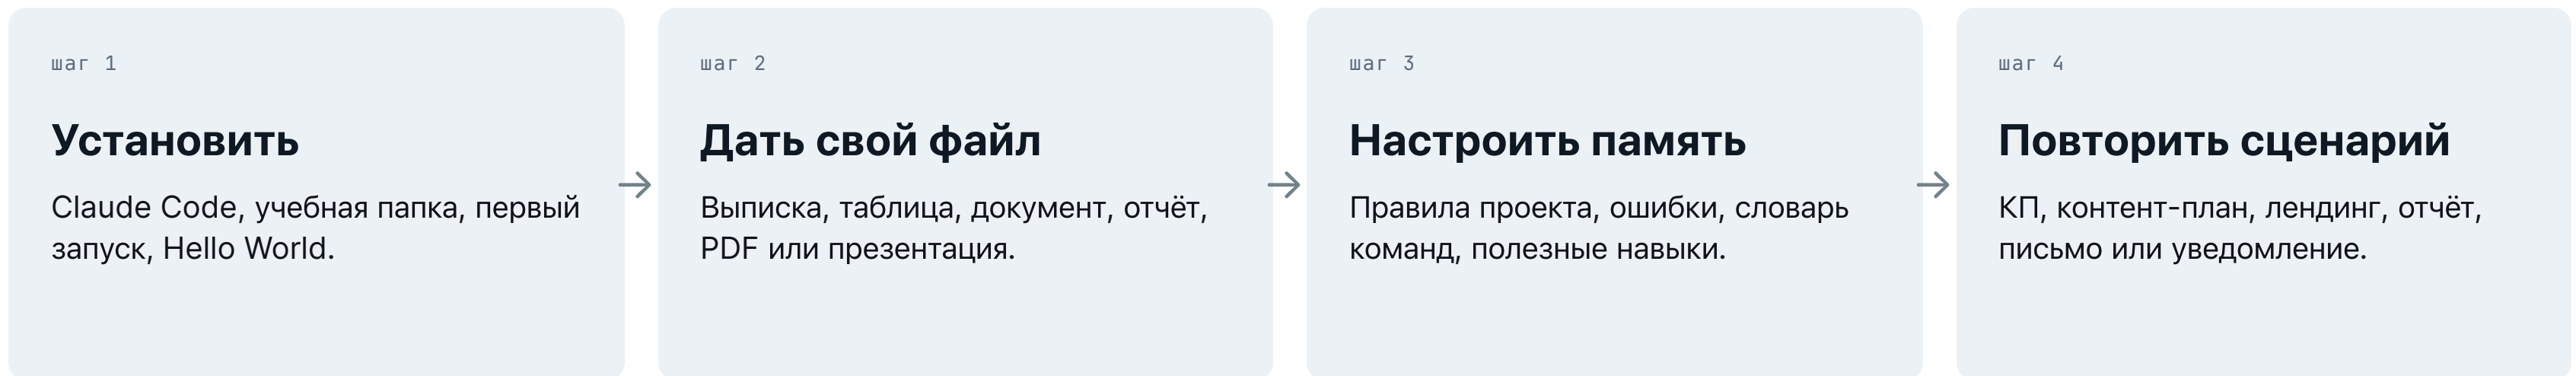 шаг 1
Установить
Claude Code, учебная папка, первый
запуск, Hello World.
шаг 2
Дать свой файл
Выписка, таблица, документ, отчёт,
PDF или презентация.
шаг 3
Настроить память
Правила проекта, ошибки, словарь
команд, полезные навыки.
шаг 4
Повторить сценарий
КП, контент-план, лендинг, отчёт,
письмо или уведомление.